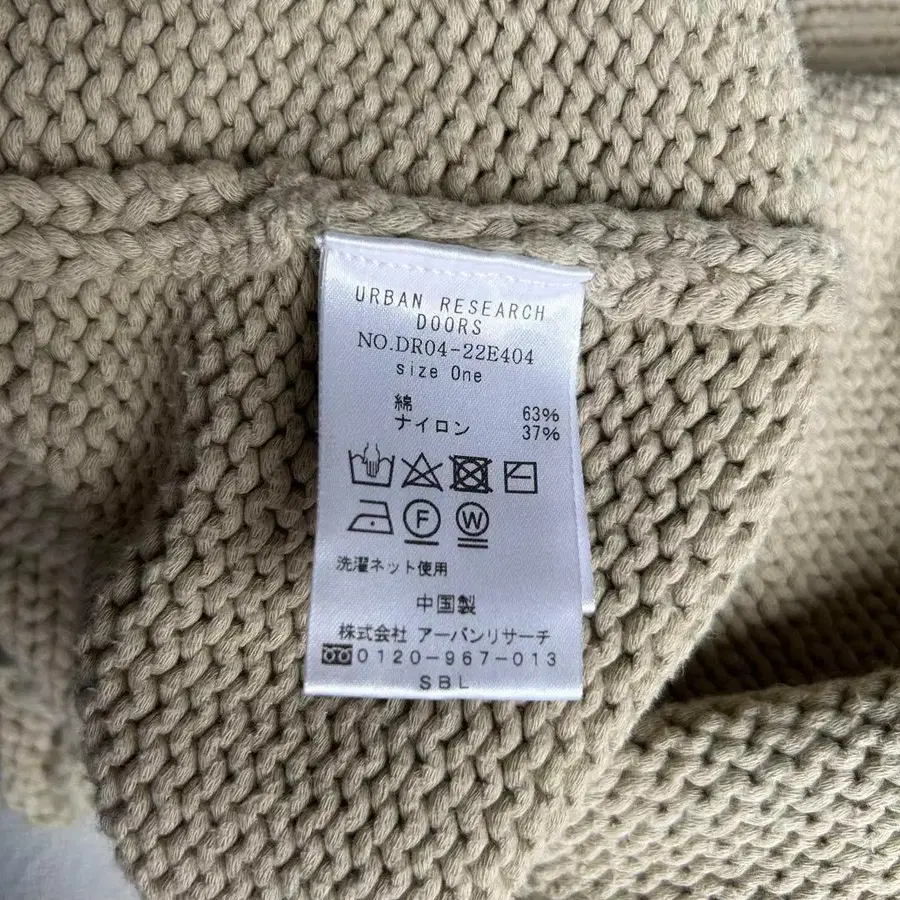 URBAN RESEARCH
DOORS
NO.DR04-22E404
size One
綿 63%
ナイロン 37%
F W
洗濯ネット使用
中国製
株式会社 アーバンリサーチ
0120-967-013
SBL